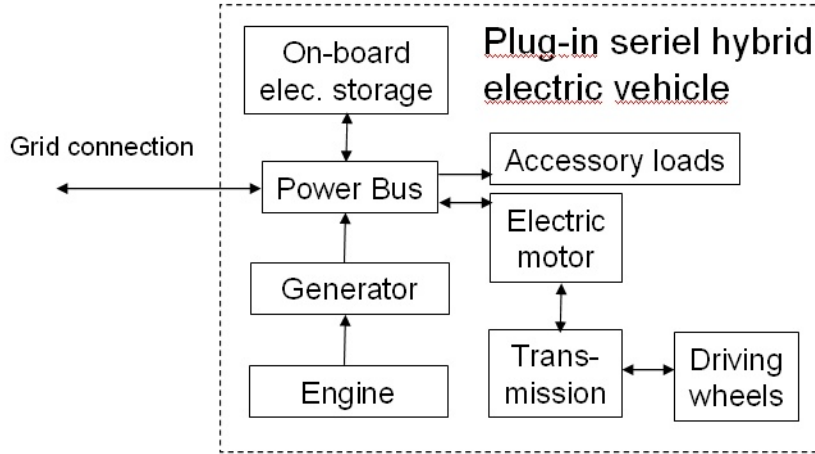 On-board
elec. storage
Plug-in seriel hybrid
electric vehicle
Grid connection
Power Bus
Accessory loads
Electric
motor
Generator
Engine
Trans-
mission
Driving
wheels